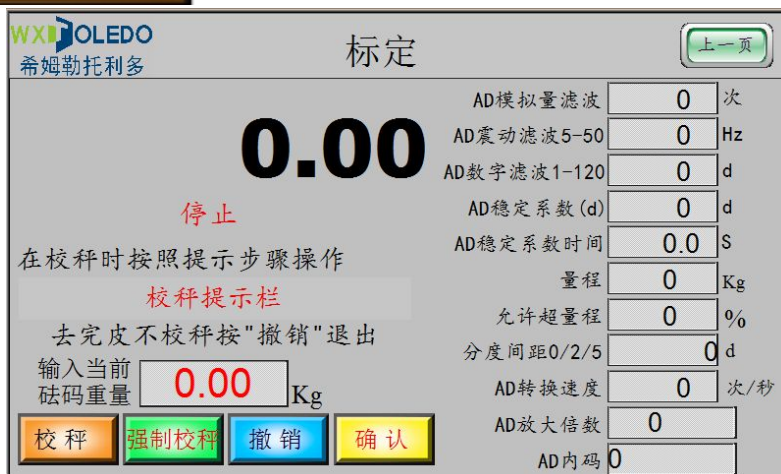 WXTOLEDO
希姆勒托利多
标定
上一页
0.00
停止
在校秤时按照提示步骤操作
校秤提示栏
去完皮不校秤按"撤销"退出
输入当前
砝码重量 0.00 Kg
校 秤 强制校秤 撤 销 确 认
AD模拟量滤波 0 次
AD震动滤波5-50 0 Hz
AD数字滤波1-120 0 d
AD稳定系数(d) 0 d
AD稳定系数时间 0.0 S
量程 0 Kg
允许超量程 0 %
分度间距0/2/5 0 d
AD转换速度 0 次/秒
AD放大倍数 0
AD内码 0